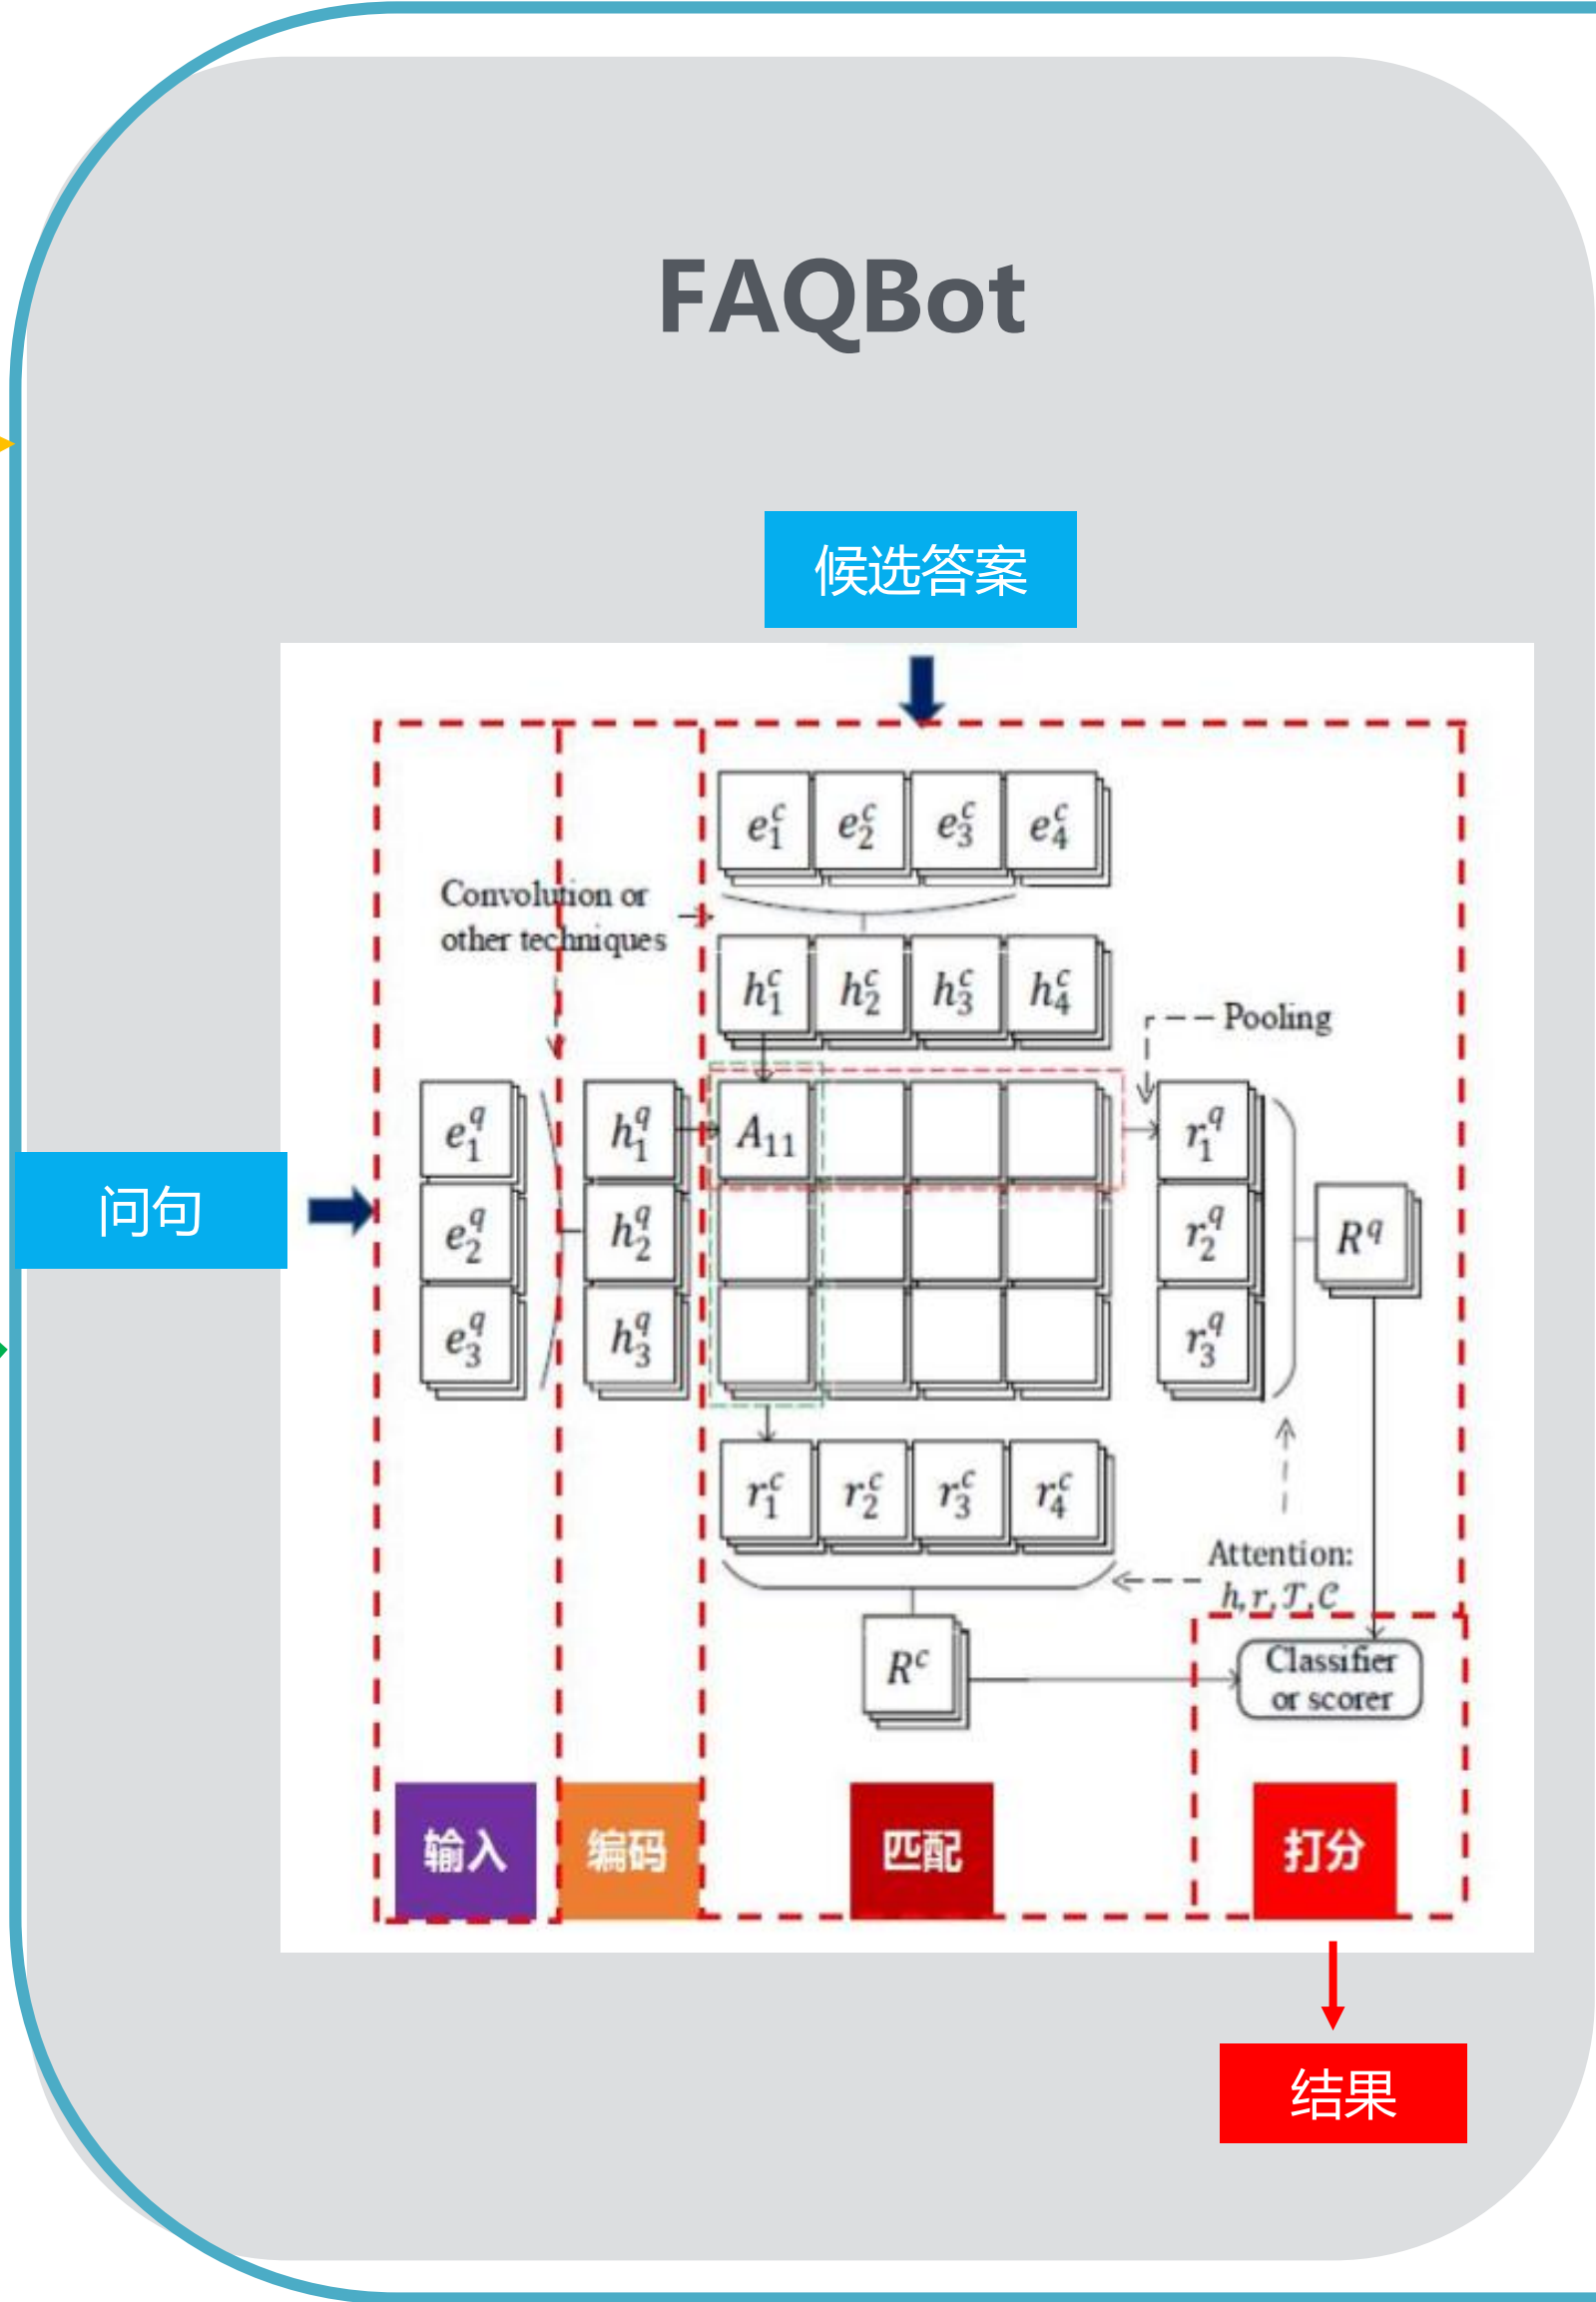 FAQBot
候选答案
e_1^c e_2^c e_3^c e_4^c
Convolution or
other techniques
h_1^c h_2^c h_3^c h_4^c
Pooling
e_1^q h_1^q A_{11} r_1^q
问句
e_2^q h_2^q r_2^q R^q
e_3^q h_3^q r_3^q
r_1^c r_2^c r_3^c r_4^c
Attention:
h, r, 𝒯, 𝒞
R^c
Classifier
or scorer
输入 编码 匹配 打分
结果